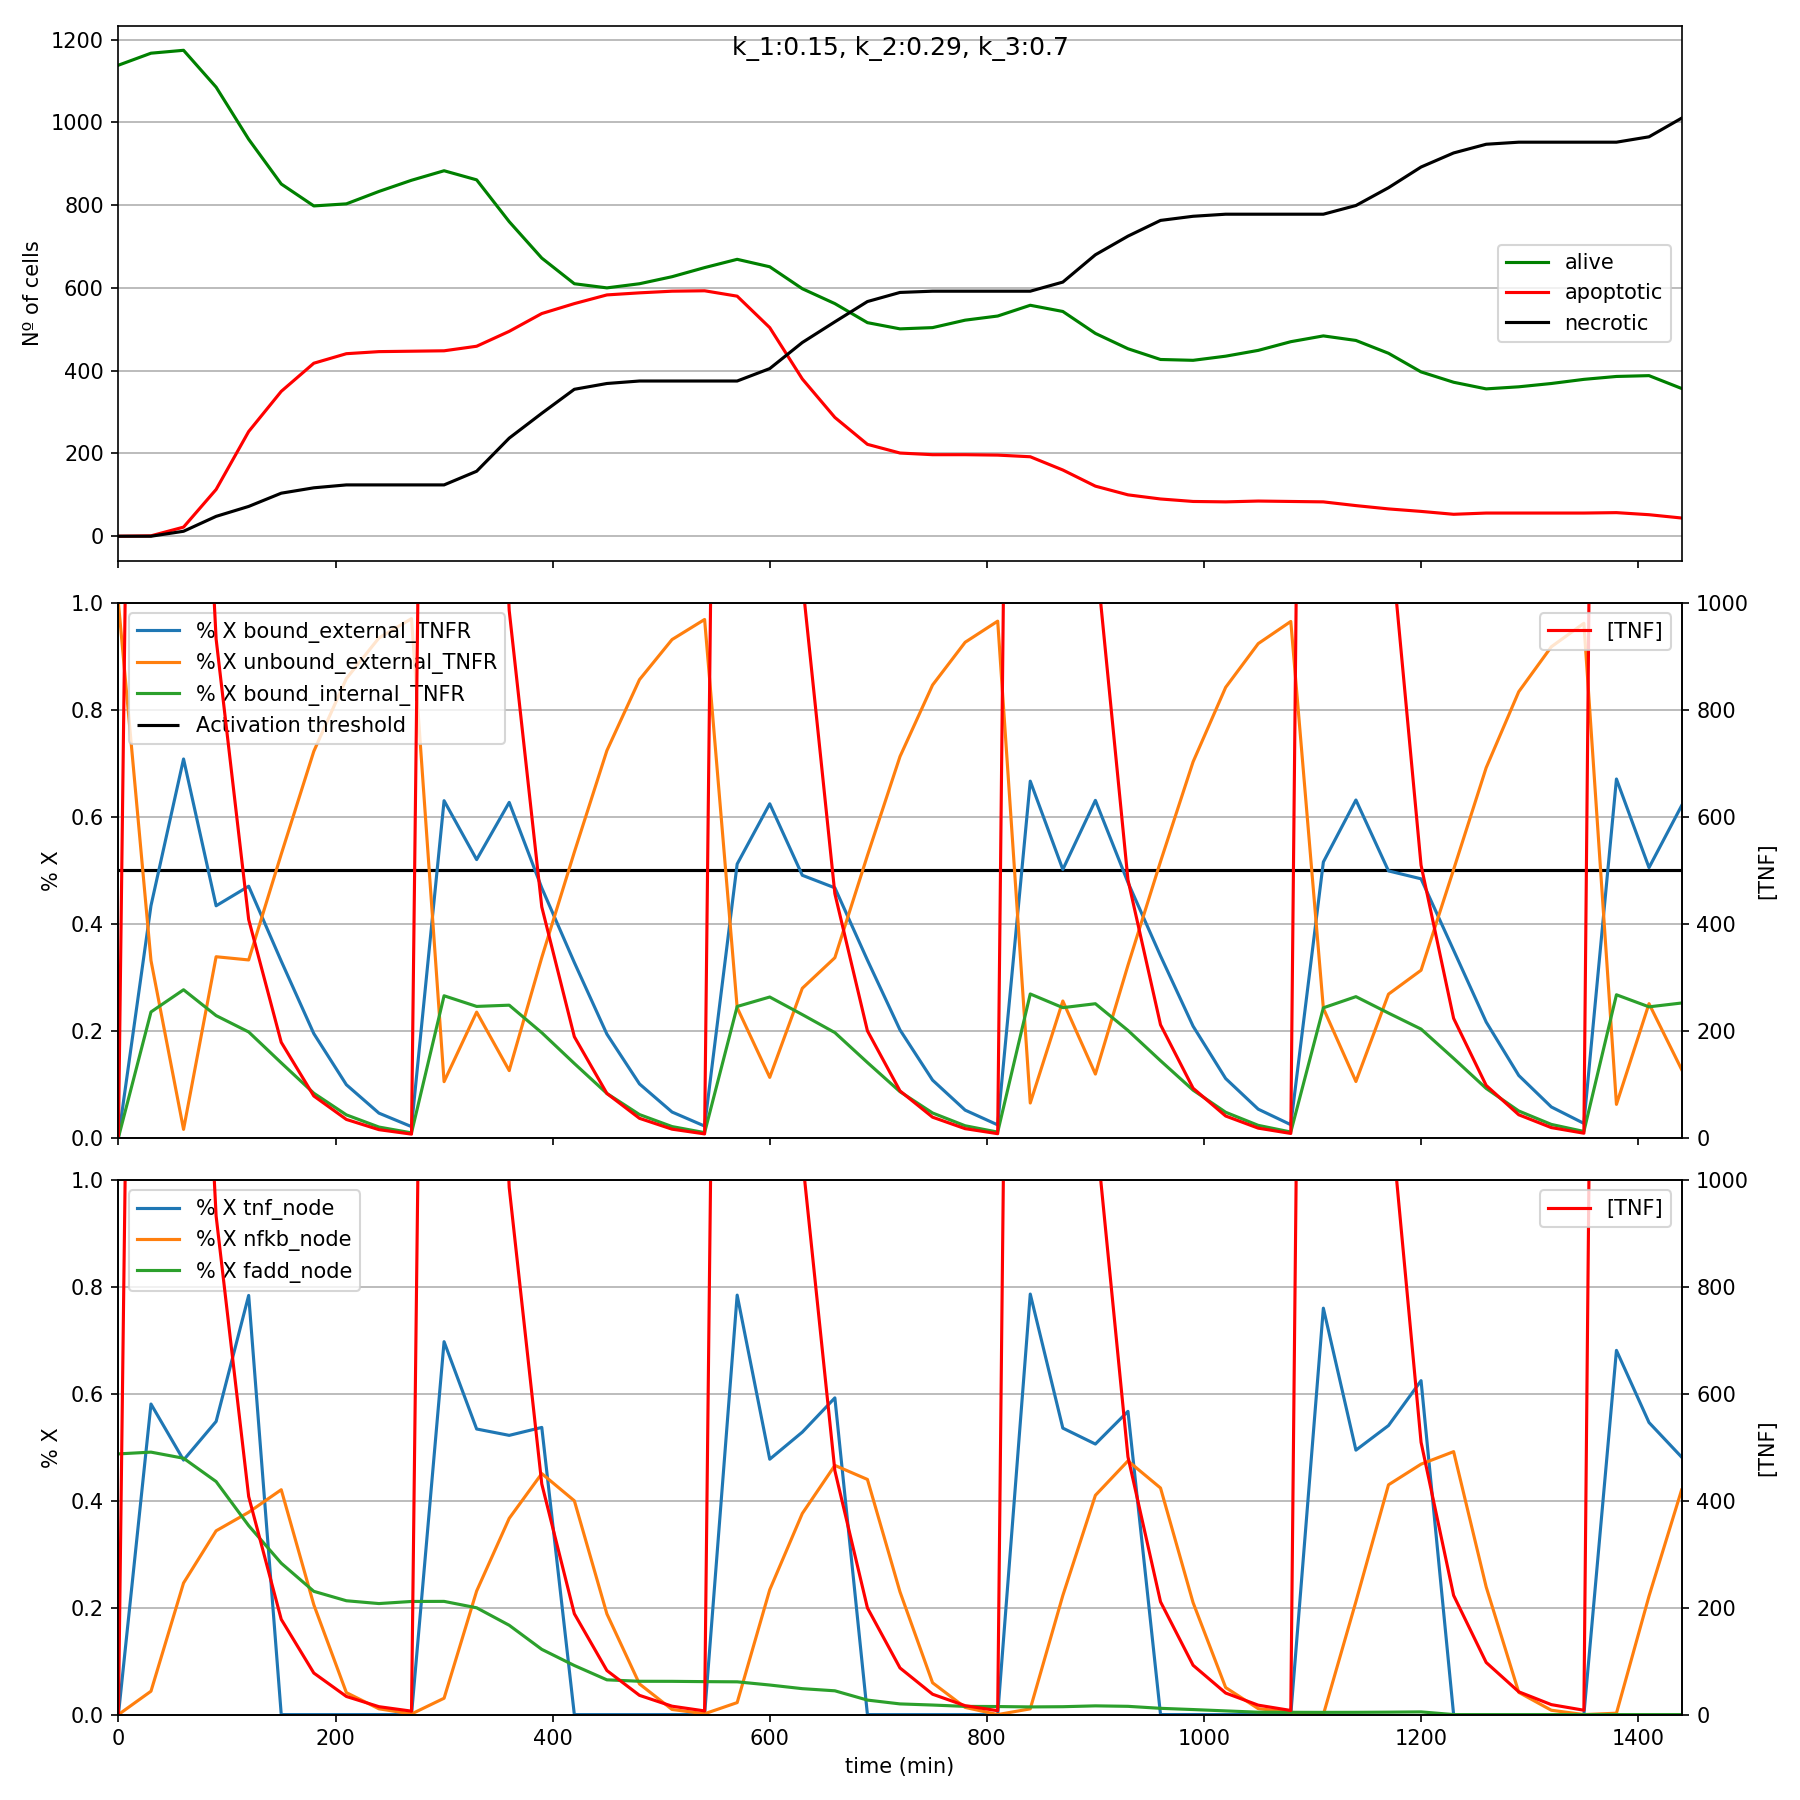 k_1:0.15, k_2:0.29, k_3:0.7
1200
1000
800
600
400
200
0
Nº of cells
alive
apoptotic
necrotic
1.0
0.8
0.6
0.4
0.2
0.0
% X
% X bound_external_TNFR
% X unbound_external_TNFR
% X bound_internal_TNFR
Activation threshold
[TNF]
1000
800
600
400
200
0
[TNF]
1.0
0.8
0.6
0.4
0.2
0.0
% X
% X tnf_node
% X nfkb_node
% X fadd_node
[TNF]
1000
800
600
400
200
0
[TNF]
0 200 400 600 800 1000 1200 1400
time (min)